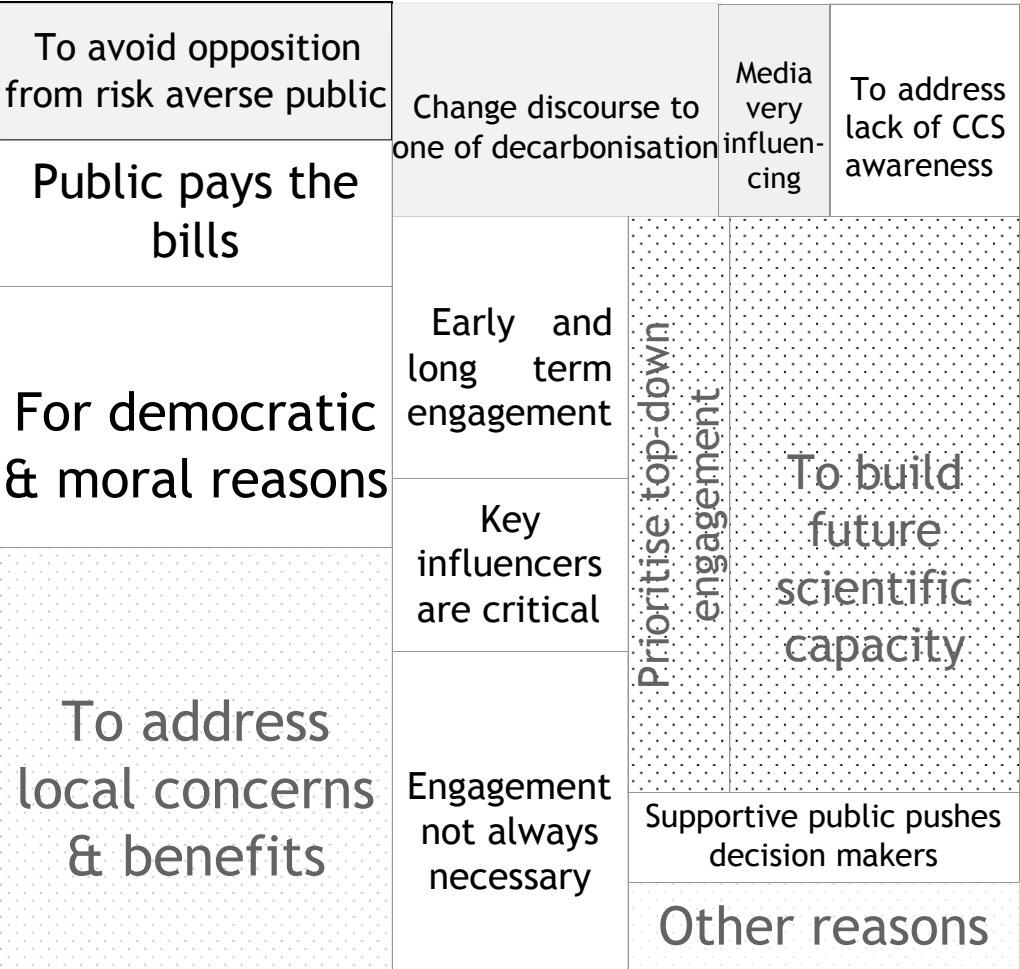 To avoid opposition
from risk averse public
Public pays the
bills
For democratic
& moral reasons
To address
local concerns
& benefits
Change discourse to
one of decarbonisation
Media
very
influen-
cing
To address
lack of CCS
awareness
Early and
long term
engagement
Key
influencers
are critical
Engagement
not always
necessary
Prioritise top-down
engagement
To build
future
scientific
capacity
Supportive public pushes
decision makers
Other reasons